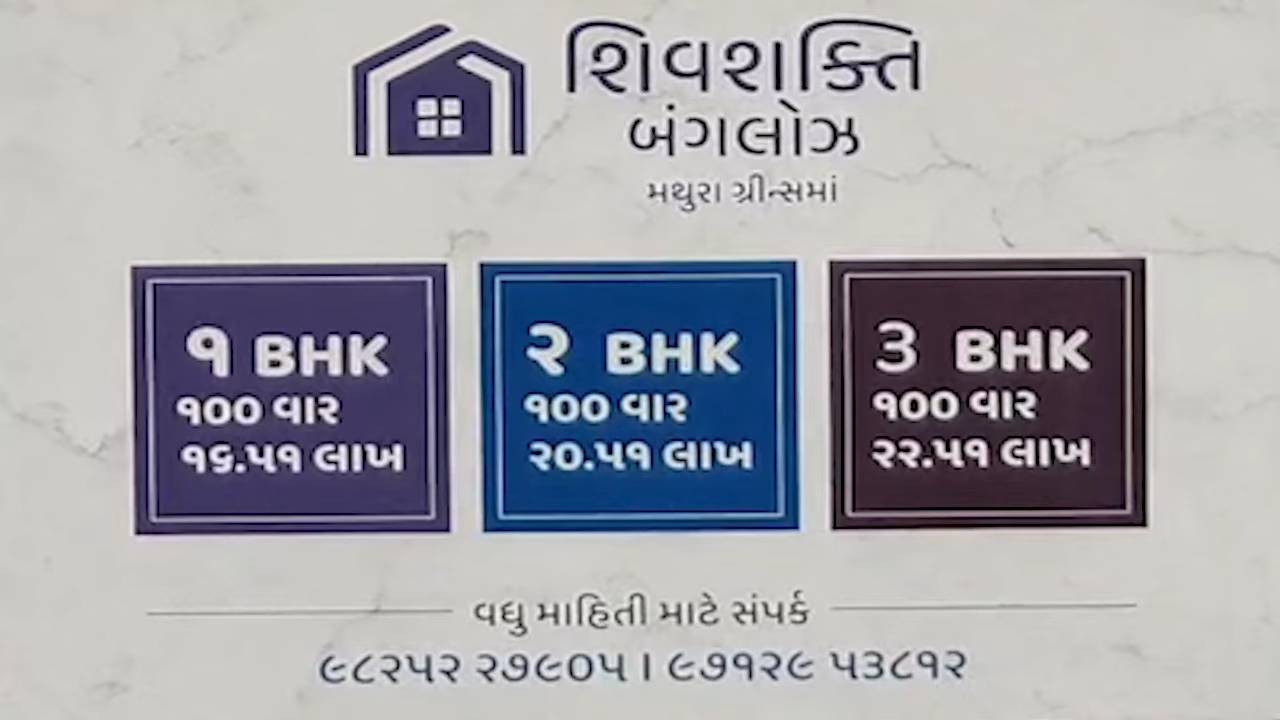 શિવશક્તિ
બંગલોઝ
મથુરા ગ્રીન્સમાં
૧ BHK
૧૦૦ વાર
૧૬.૫૧ લાખ
૨ BHK
૧૦૦ વાર
૨૦.૫૧ લાખ
૩ BHK
૧૦૦ વાર
૨૨.૫૧ લાખ
વધુ માહિતી માટે સંપર્ક
૯૮૨૫૨ ૨૭૯૦૫ । ૯૭૧૨૯ ૫૩૮૧૨